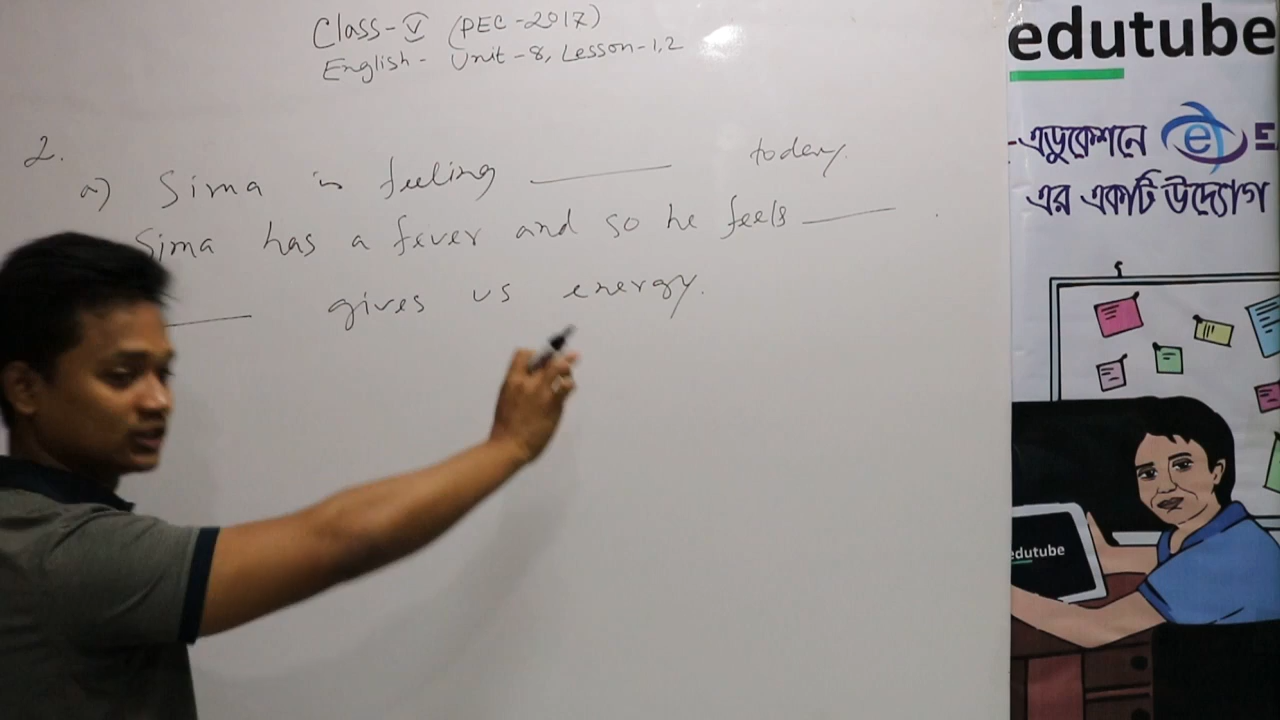 Class-V (PEC-2017)
English- Unit-8, Lesson-1,2
2.
a) Sima is feeling ______ today.
Sima has a fever and so he feels ______ .
______ gives us energy.
edutube
-এডুকেশনে e E
এর একটি উদ্যোগ
edutube